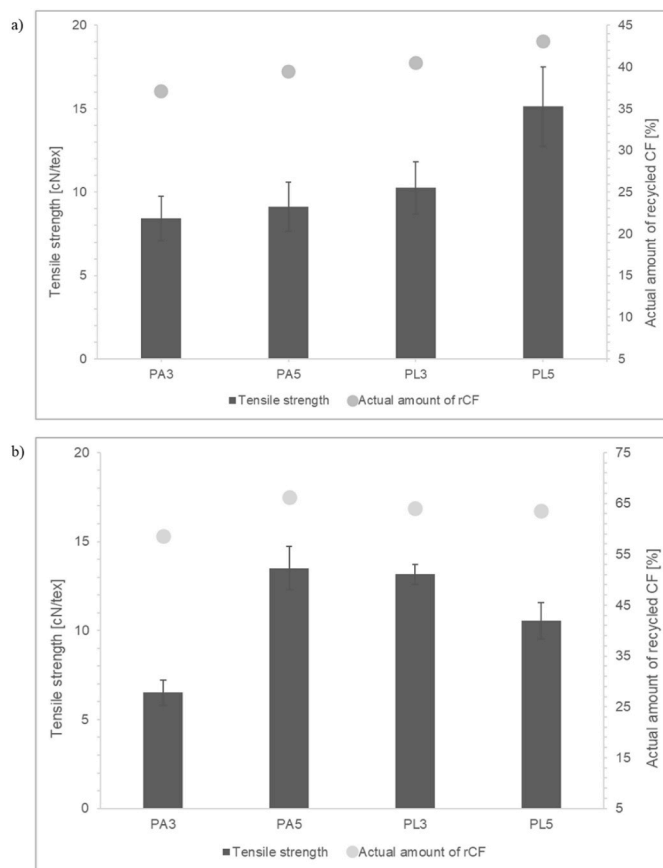 a)
20
15
10
5
0
Tensile strength [cN/tex]
45
40
35
30
25
20
15
10
5
Actual amount of recycled CF [%]
PA3 PA5 PL3 PL5
Tensile strength Actual amount of rCF
b)
20
15
10
5
0
Tensile strength [cN/tex]
75
65
55
45
35
25
15
5
Actual amount of recycled CF [%]
PA3 PA5 PL3 PL5
Tensile strength Actual amount of rCF